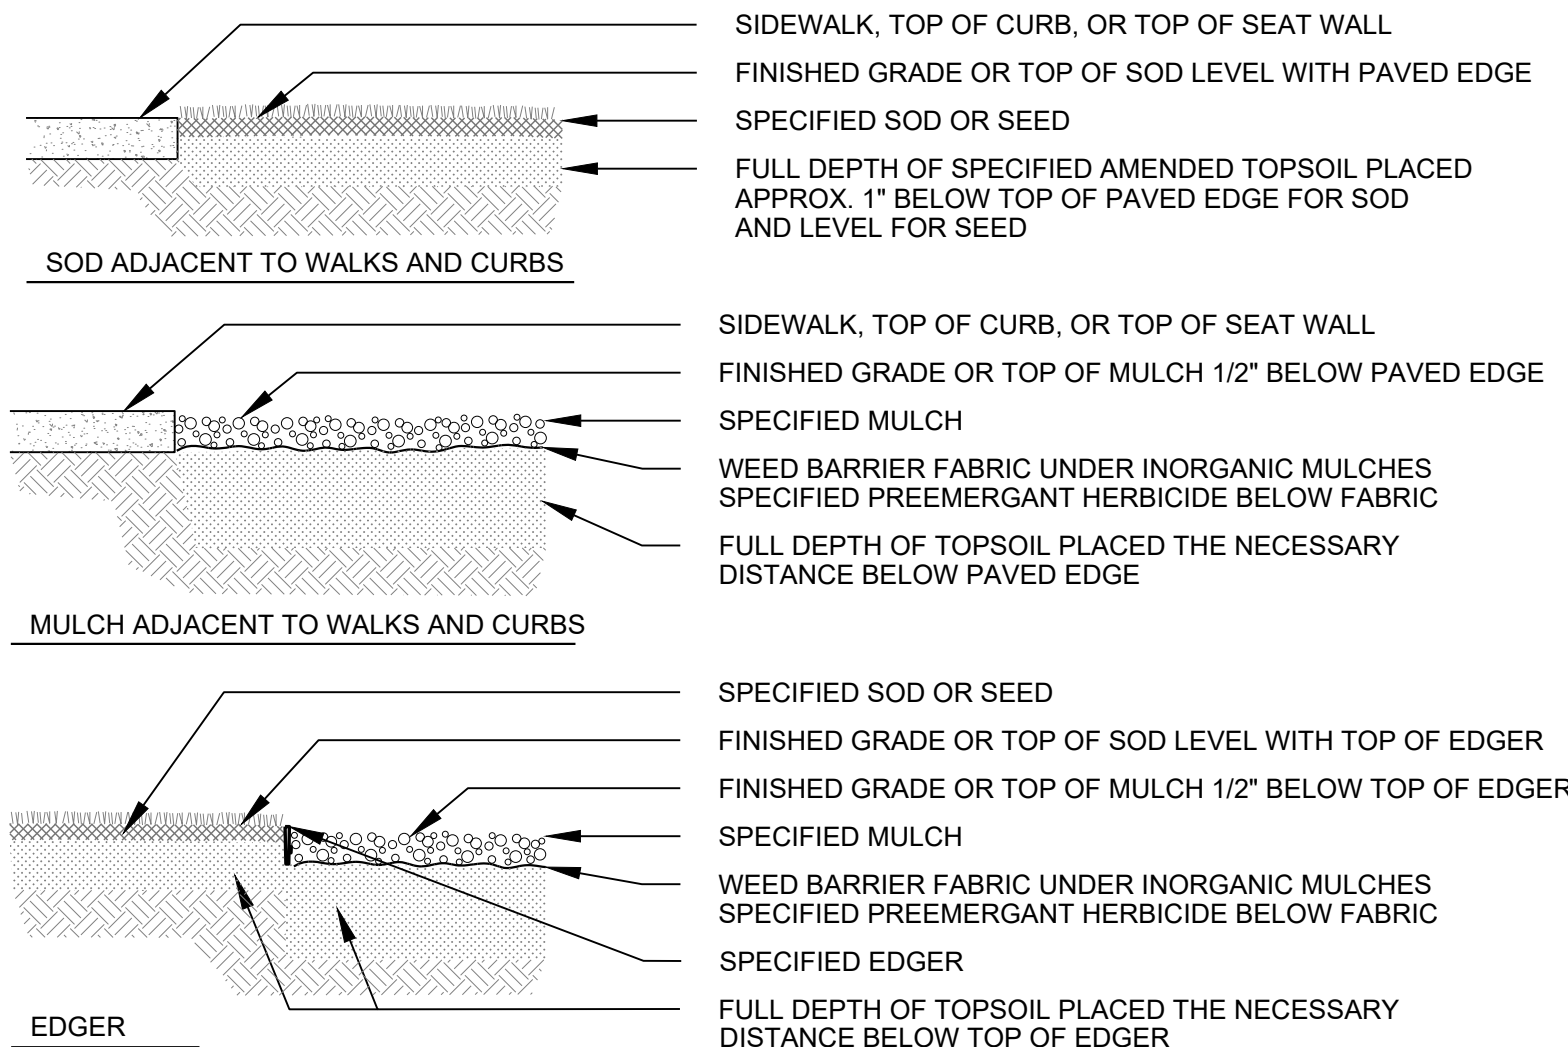 SIDEWALK, TOP OF CURB, OR TOP OF SEAT WALL
FINISHED GRADE OR TOP OF SOD LEVEL WITH PAVED EDGE
SPECIFIED SOD OR SEED
FULL DEPTH OF SPECIFIED AMENDED TOPSOIL PLACED
APPROX. 1" BELOW TOP OF PAVED EDGE FOR SOD
AND LEVEL FOR SEED
SOD ADJACENT TO WALKS AND CURBS
SIDEWALK, TOP OF CURB, OR TOP OF SEAT WALL
FINISHED GRADE OR TOP OF MULCH 1/2" BELOW PAVED EDGE
SPECIFIED MULCH
WEED BARRIER FABRIC UNDER INORGANIC MULCHES
SPECIFIED PREEMERGANT HERBICIDE BELOW FABRIC
FULL DEPTH OF TOPSOIL PLACED THE NECESSARY
DISTANCE BELOW PAVED EDGE
MULCH ADJACENT TO WALKS AND CURBS
SPECIFIED SOD OR SEED
FINISHED GRADE OR TOP OF SOD LEVEL WITH TOP OF EDGER
FINISHED GRADE OR TOP OF MULCH 1/2" BELOW TOP OF EDGER
SPECIFIED MULCH
WEED BARRIER FABRIC UNDER INORGANIC MULCHES
SPECIFIED PREEMERGANT HERBICIDE BELOW FABRIC
SPECIFIED EDGER
FULL DEPTH OF TOPSOIL PLACED THE NECESSARY
DISTANCE BELOW TOP OF EDGER
EDGER